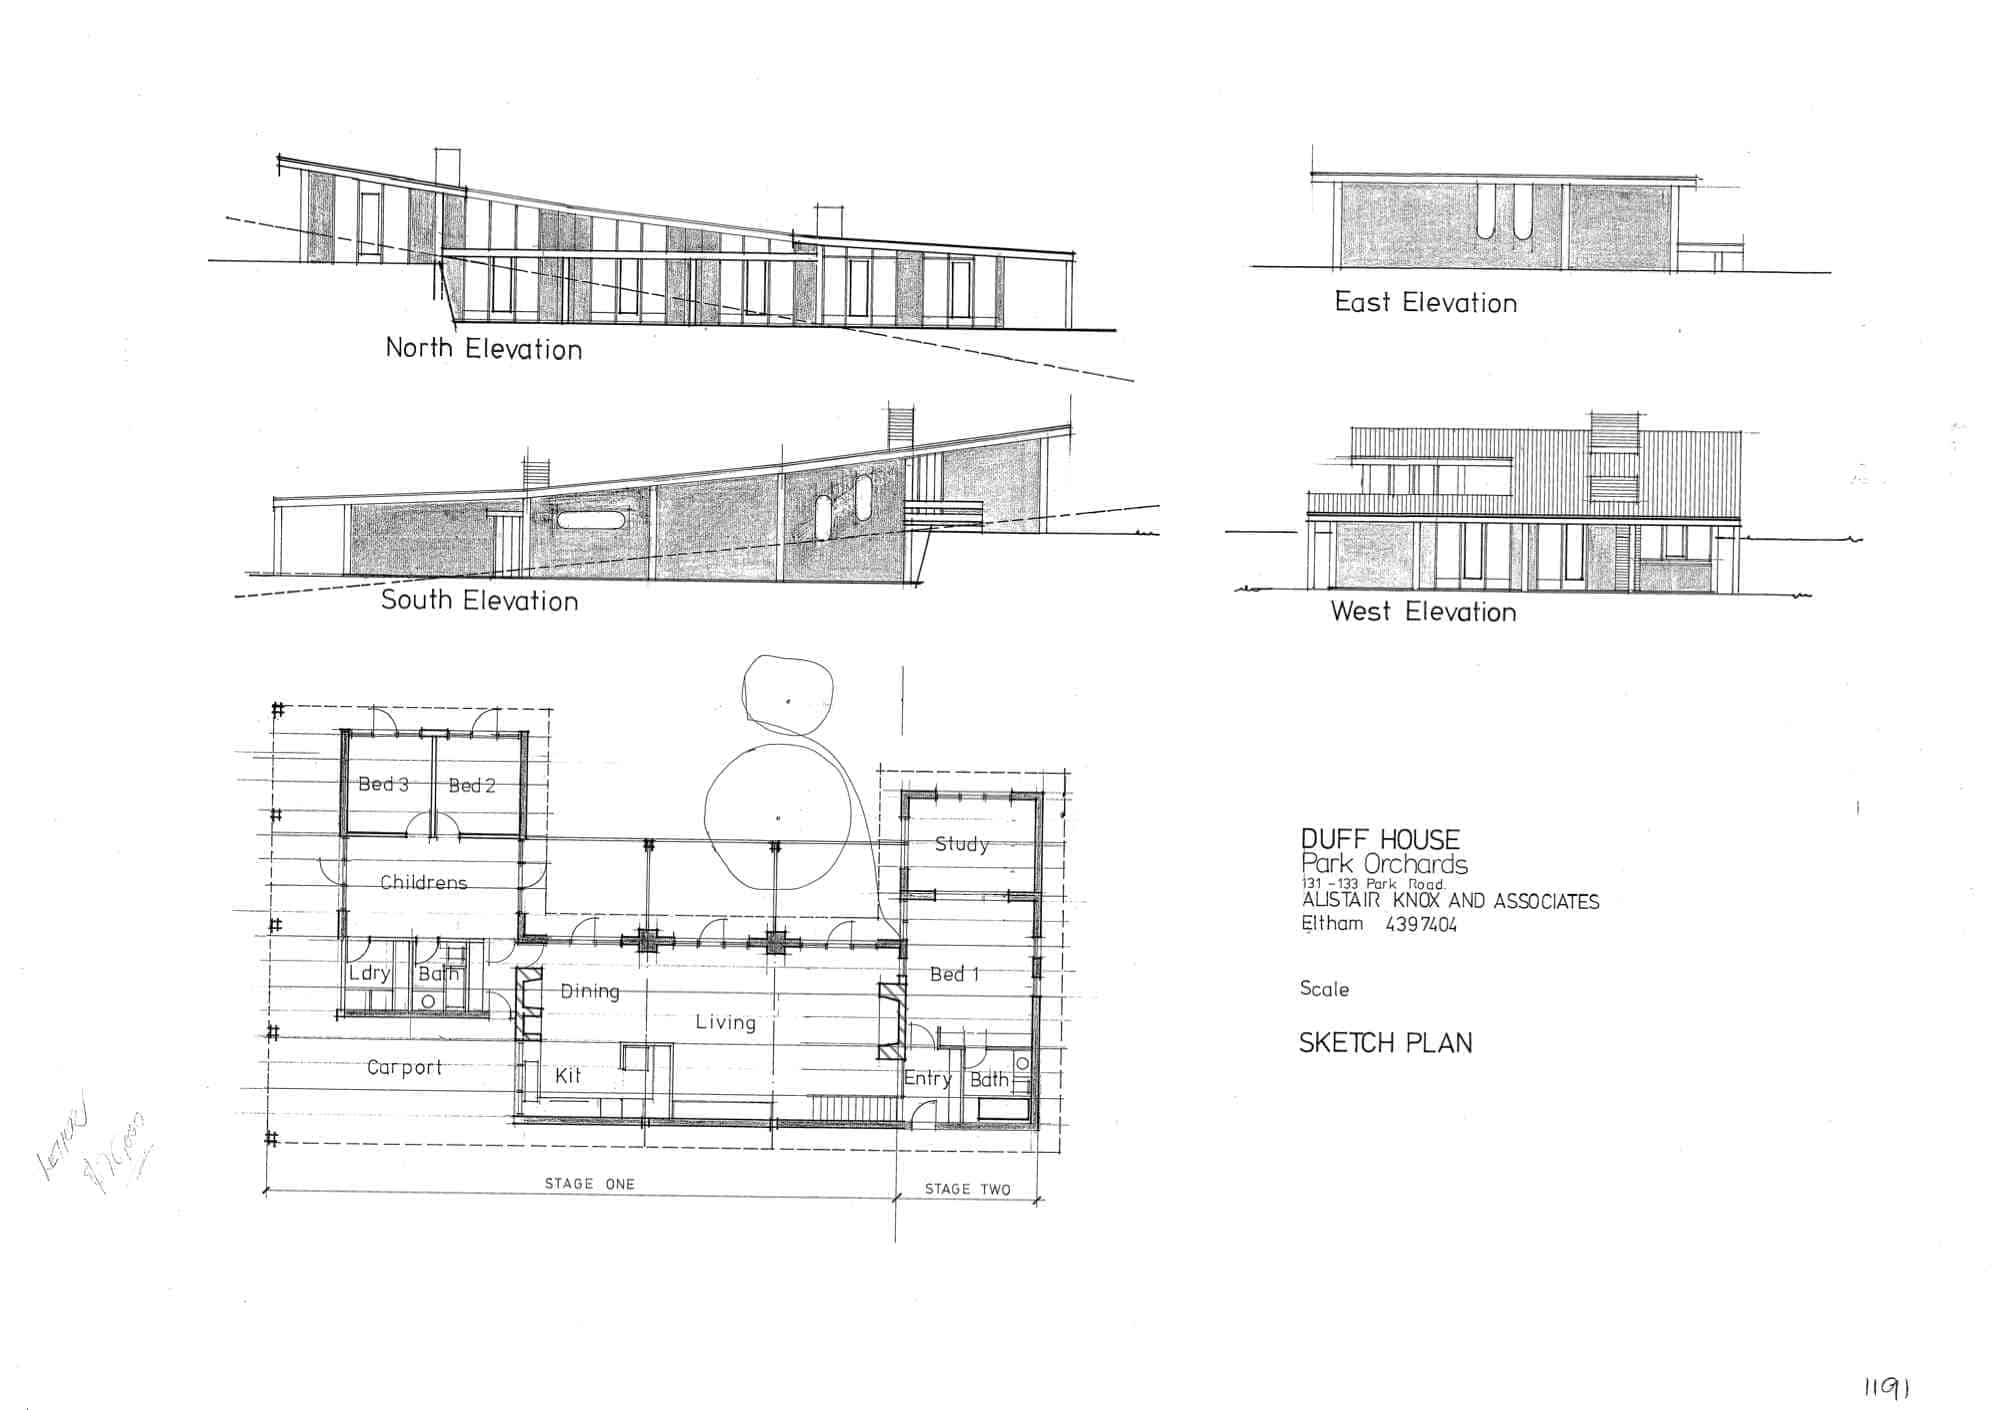 North Elevation
East Elevation
South Elevation
West Elevation
Bed 3
Bed 2
Study
Childrens
Ldry
Bath
Dining
Bed 1
Living
Carport
Kit
Entry
Bath
STAGE ONE
STAGE TWO
DUFF HOUSE
Park Orchards
131 -133 Park Road.
ALISTAIR KNOX AND ASSOCIATES
Eltham 4397404
Scale
SKETCH PLAN
1191